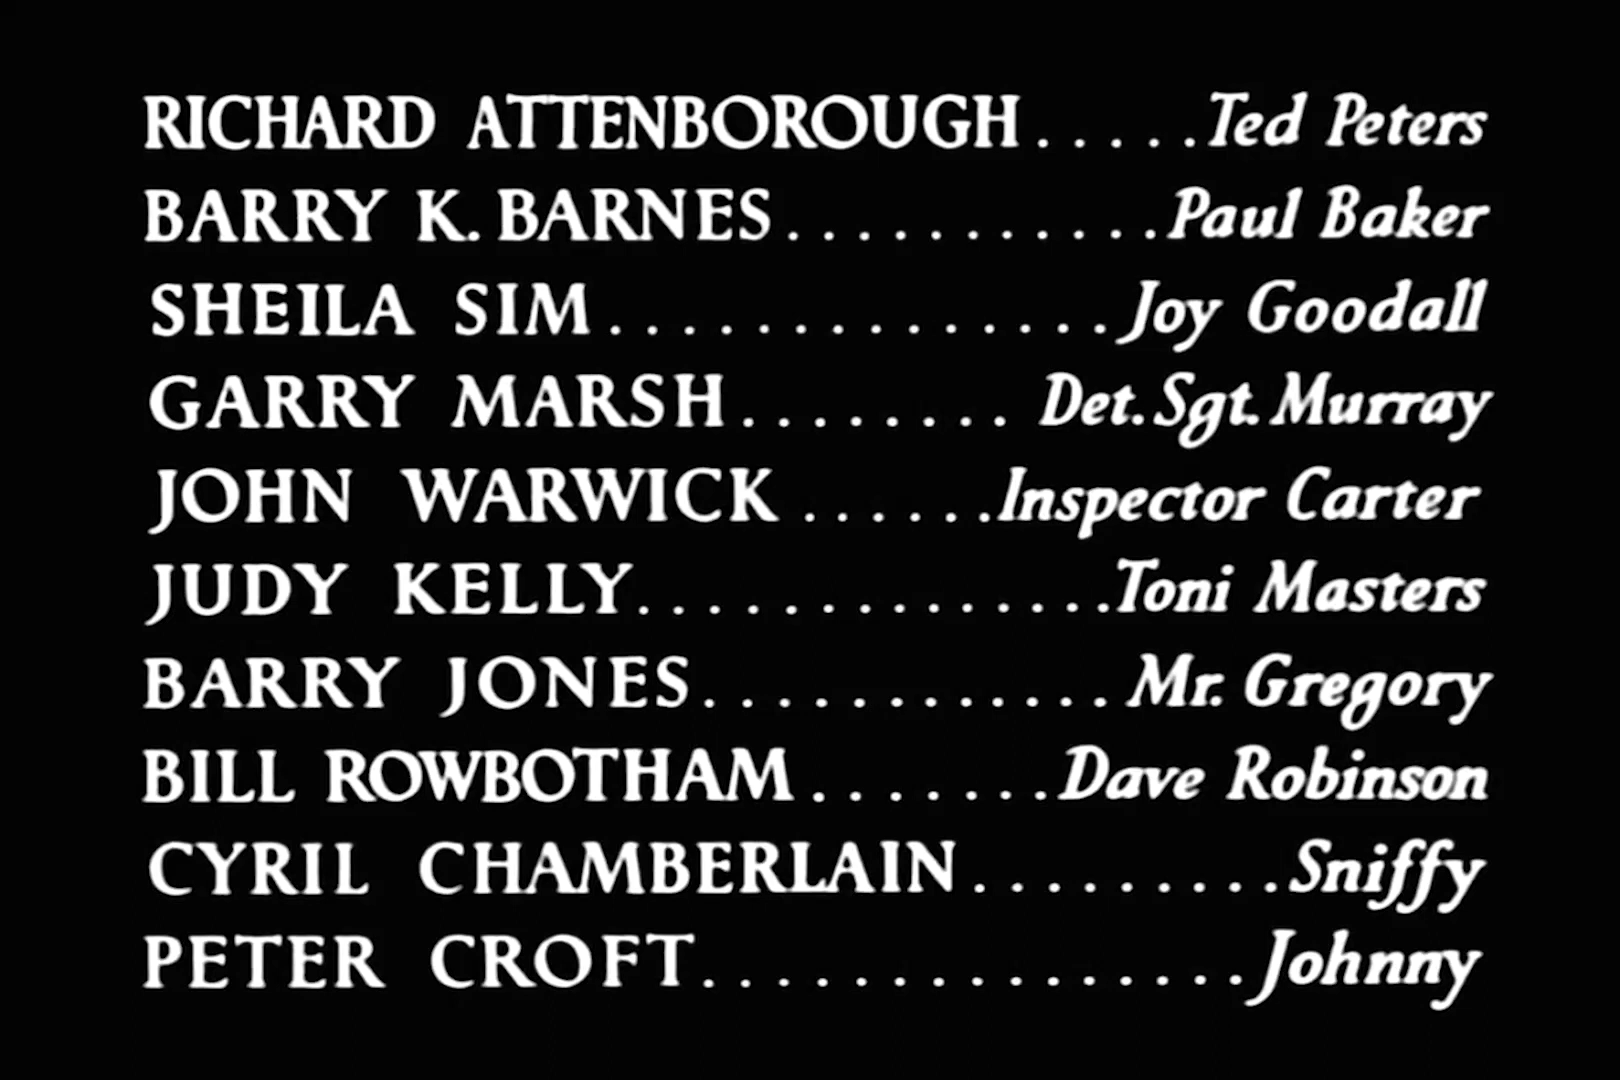 RICHARD ATTENBOROUGH.....Ted Peters
BARRY K. BARNES...........Paul Baker
SHEILA SIM..............Joy Goodall
GARRY MARSH........ Det. Sgt. Murray
JOHN WARWICK ......Inspector Carter
JUDY KELLY.............Toni Masters
BARRY JONES............Mr. Gregory
BILL ROWBOTHAM.......Dave Robinson
CYRIL CHAMBERLAIN.........Sniffy
PETER CROFT...............Johnny